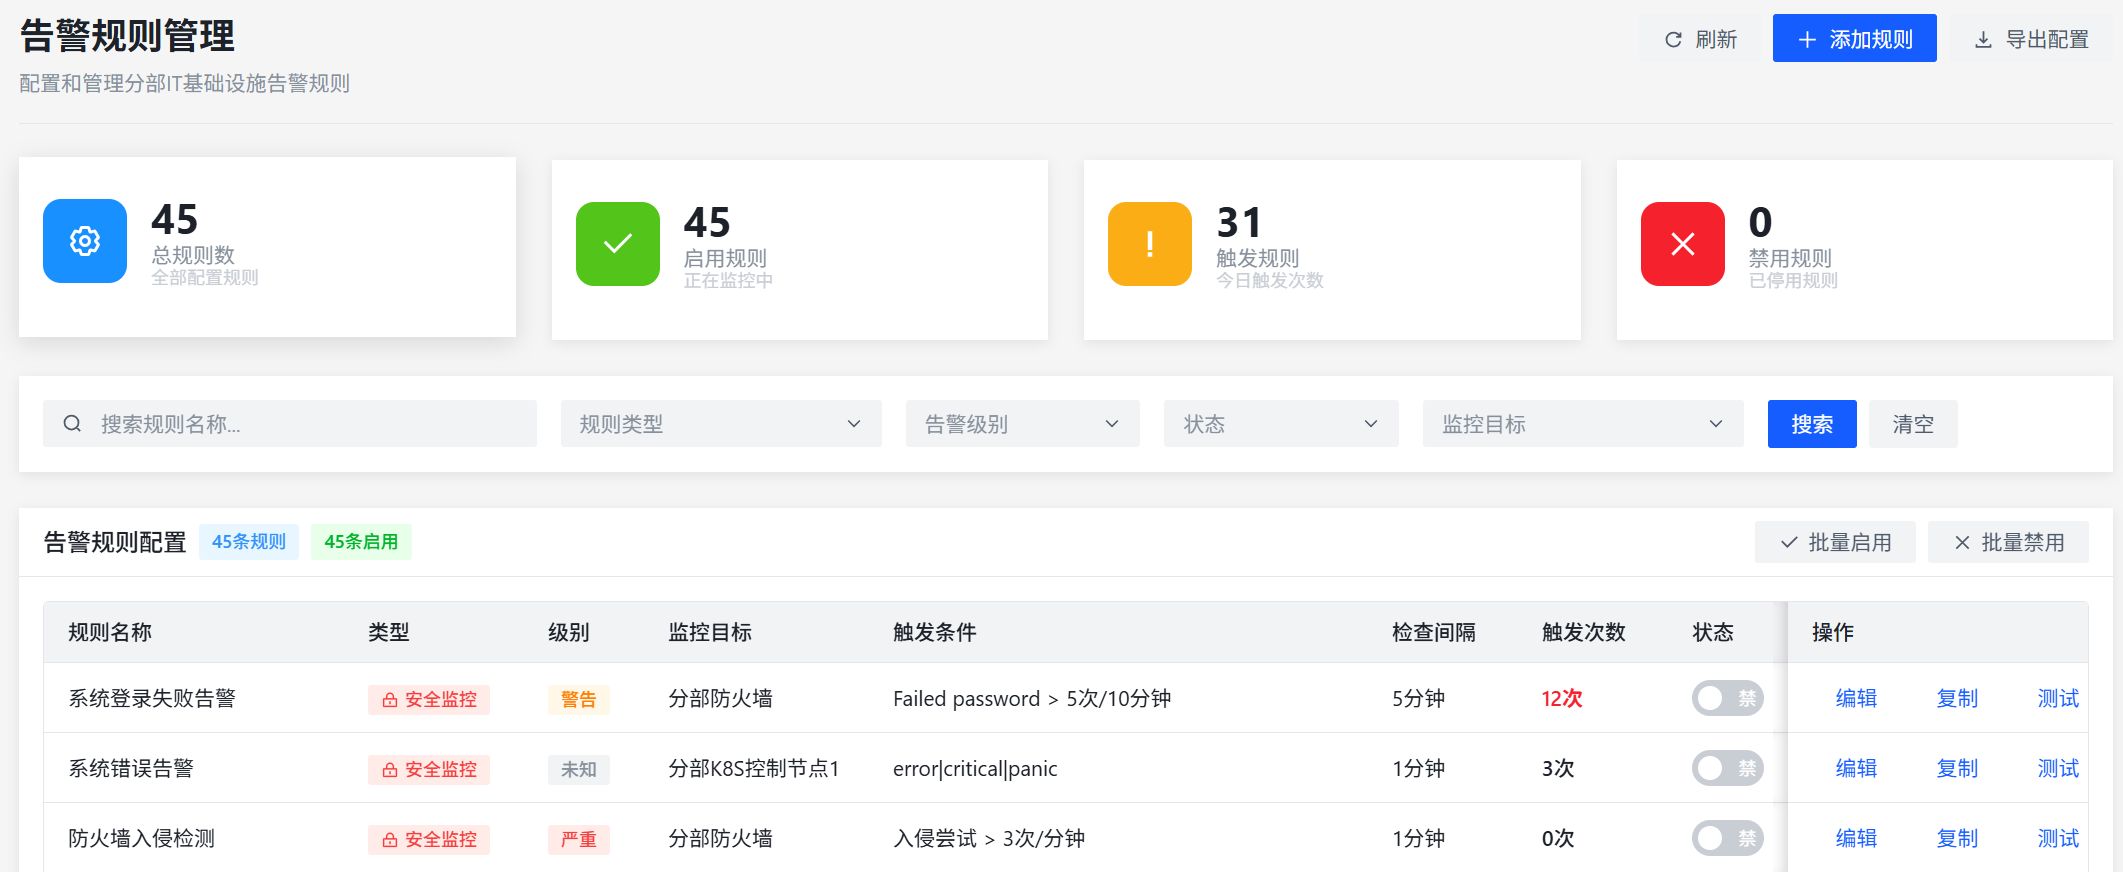 告警规则管理
配置和管理分部IT基础设施告警规则
刷新
添加规则
导出配置
45
总规则数
全部配置规则
45
启用规则
正在监控中
31
触发规则
今日触发次数
0
禁用规则
已停用规则
搜索规则名称...
规则类型
告警级别
状态
监控目标
搜索
清空
告警规则配置 45条规则 45条启用
批量启用
批量禁用
规则名称 类型 级别 监控目标 触发条件 检查间隔 触发次数 状态 操作
系统登录失败告警 安全监控 警告 分部防火墙 Failed password > 5次/10分钟 5分钟 12次 禁 编辑 复制 测试
系统错误告警 安全监控 未知 分部K8S控制节点1 error|critical|panic 1分钟 3次 禁 编辑 复制 测试
防火墙入侵检测 安全监控 严重 分部防火墙 入侵尝试 > 3次/分钟 1分钟 0次 禁 编辑 复制 测试